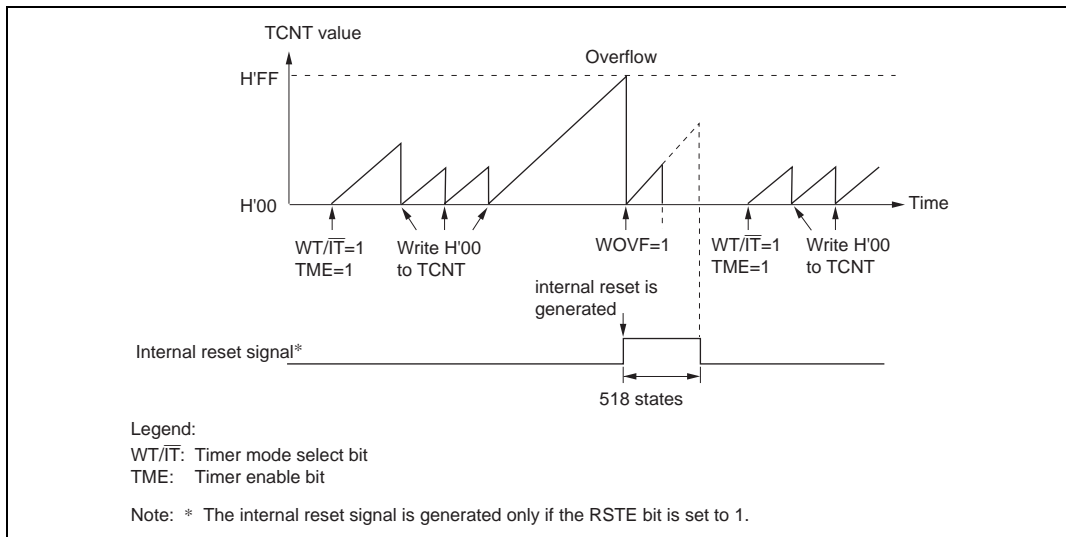 TCNT value
Overflow
H'FF
H'00
Time
WT/IT=1
TME=1
Write H'00
to TCNT
WOVF=1
WT/IT=1
TME=1
Write H'00
to TCNT
internal reset is
generated
Internal reset signal*
518 states
Legend:
WT/IT: Timer mode select bit
TME: Timer enable bit
Note: * The internal reset signal is generated only if the RSTE bit is set to 1.